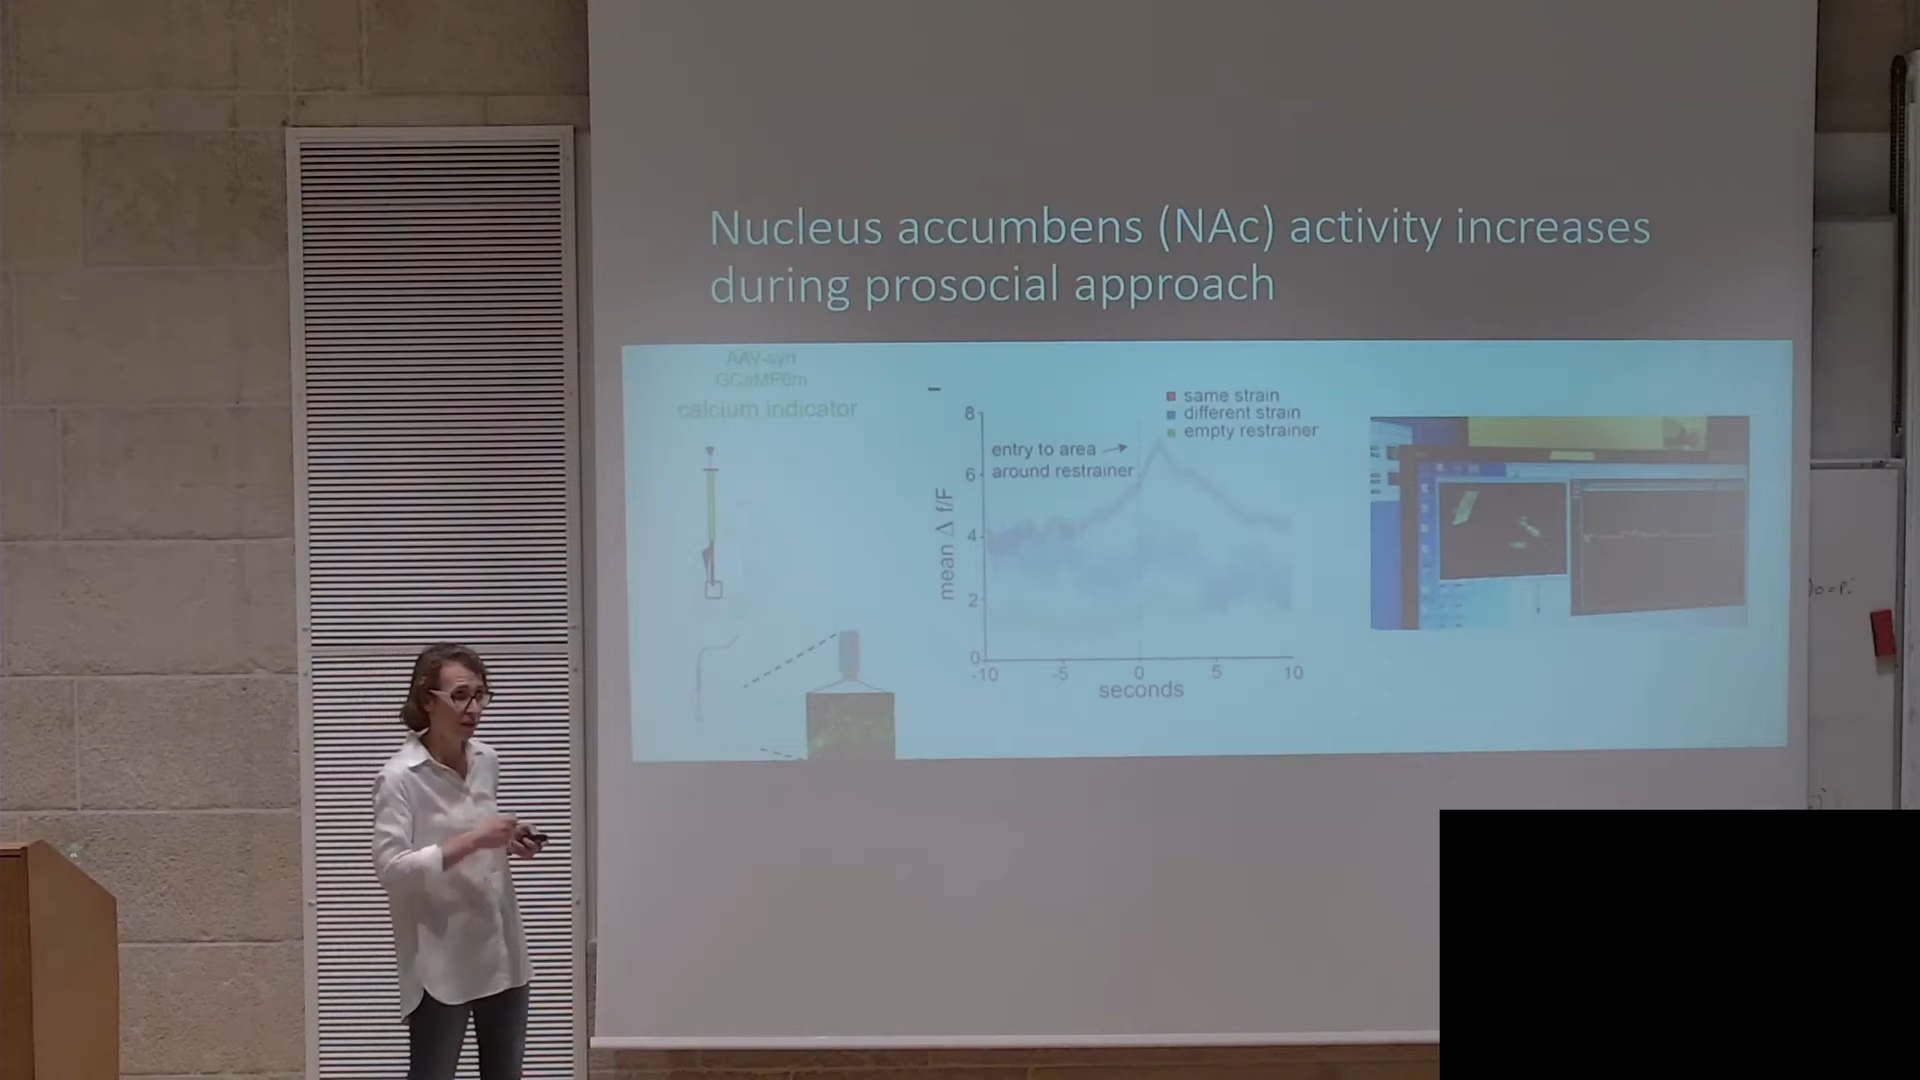 Nucleus accumbens (NAc) activity increases
during prosocial approach
AAV-syn
GCaMP6m
calcium indicator
same strain
different strain
empty restrainer
entry to area
around restrainer
mean Δ f/F
8
6
4
2
0
-10 -5 0 5 10
seconds